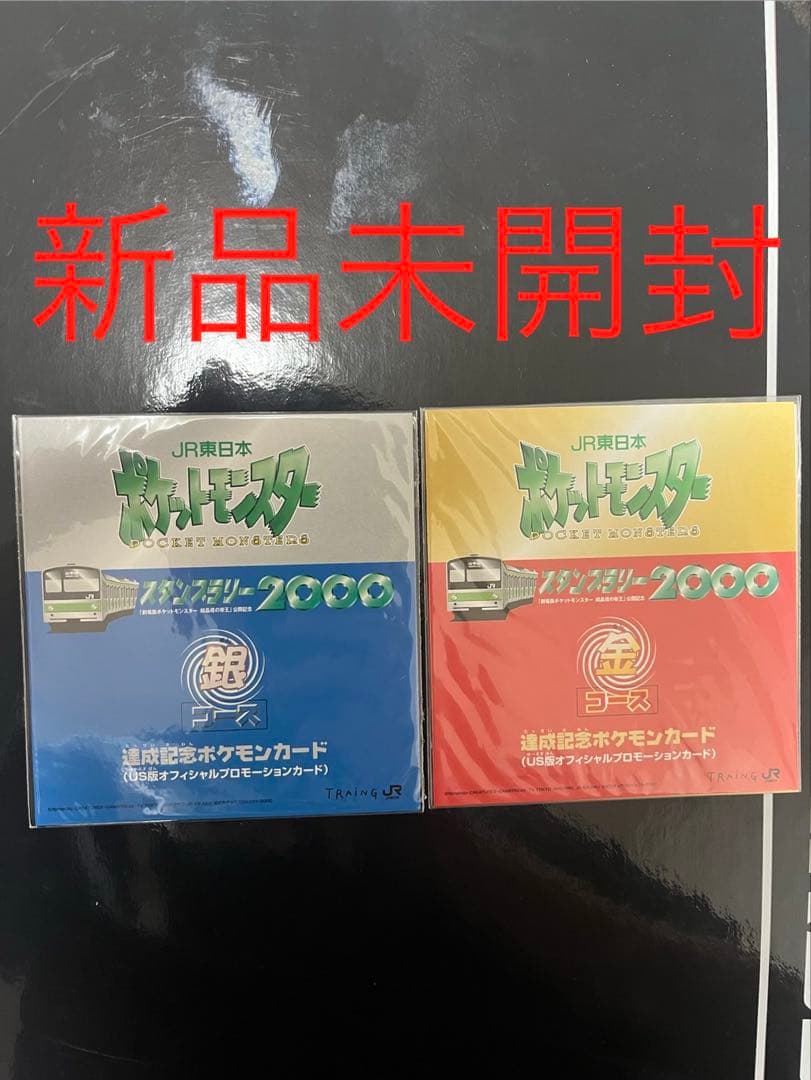 新品未開封
JR東日本
ポケットモンスター
POCKET MONSTERS
スタンプラリー2000
「劇場版ポケットモンスター 結晶塔の帝王」公開記念
銀
コース
達成記念ポケモンカード
(US版オフィシャルプロモーションカード)
TRAiNG JR
JR東日本
ポケットモンスター
POCKET MONSTERS
スタンプラリー2000
「劇場版ポケットモンスター 結晶塔の帝王」公開記念
金
コース
達成記念ポケモンカード
(US版オフィシャルプロモーションカード)
TRAiNG JR